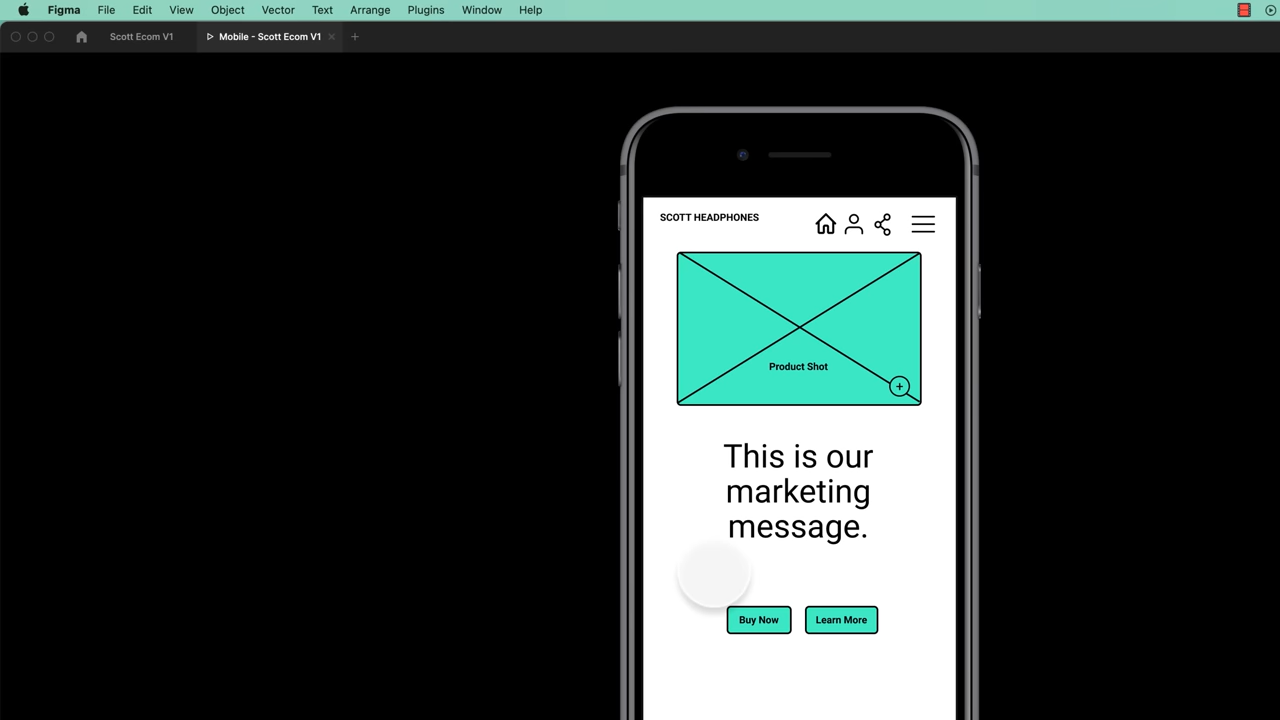 Figma File Edit View Object Vector Text Arrange Plugins Window Help
Scott Ecom V1 Mobile - Scott Ecom V1
SCOTT HEADPHONES
Product Shot
This is our
marketing
message.
Buy Now Learn More